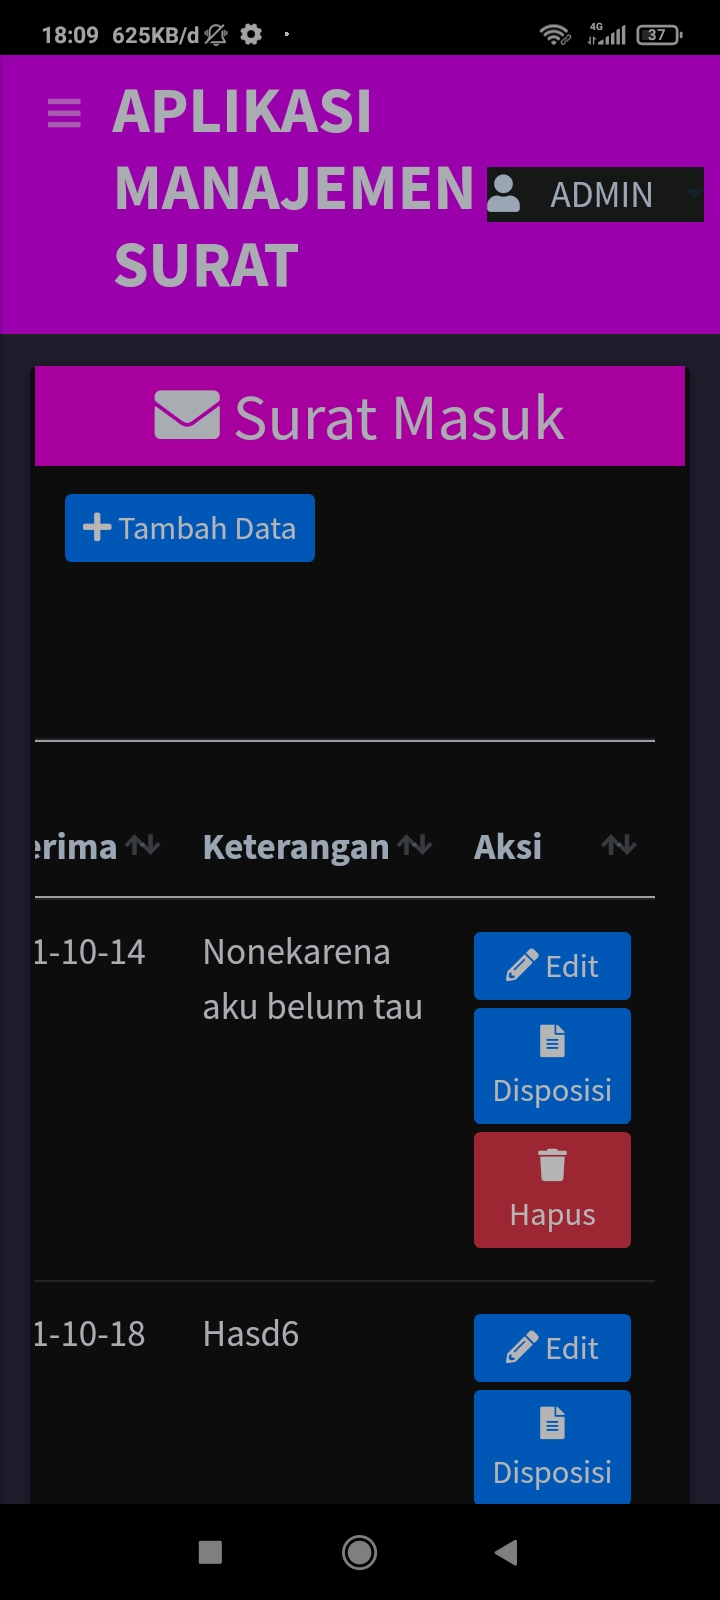 18:09 625KB/d 4G 37
APLIKASI
MANAJEMEN
SURAT
ADMIN
Surat Masuk
Tambah Data
erima Keterangan Aksi
1-10-14 Nonekarena
aku belum tau
Edit
Disposisi
Hapus
1-10-18 Hasd6
Edit
Disposisi